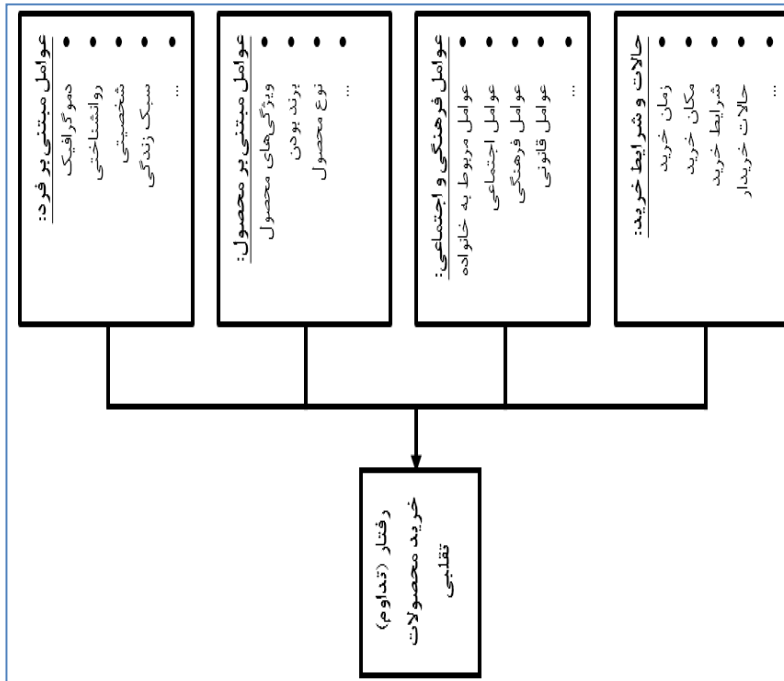 عوامل مبتنی بر فرد:
• دموگرافیک
• روانشناختی
• شخصیتی
• سبک زندگی
• ...
عوامل مبتنی بر محصول:
• ویژگی‌های محصول
• برند بودن
• نوع محصول
• ...
عوامل فرهنگی و اجتماعی:
• عوامل مربوط به خانواده
• عوامل اجتماعی
• عوامل فرهنگی
• عوامل قانونی
• ...
حالات و شرایط خرید:
• زمان خرید
• مکان خرید
• شرایط خرید
• حالات خریدار
• ...
رفتار (تداوم)
خرید محصولات
تقلبی